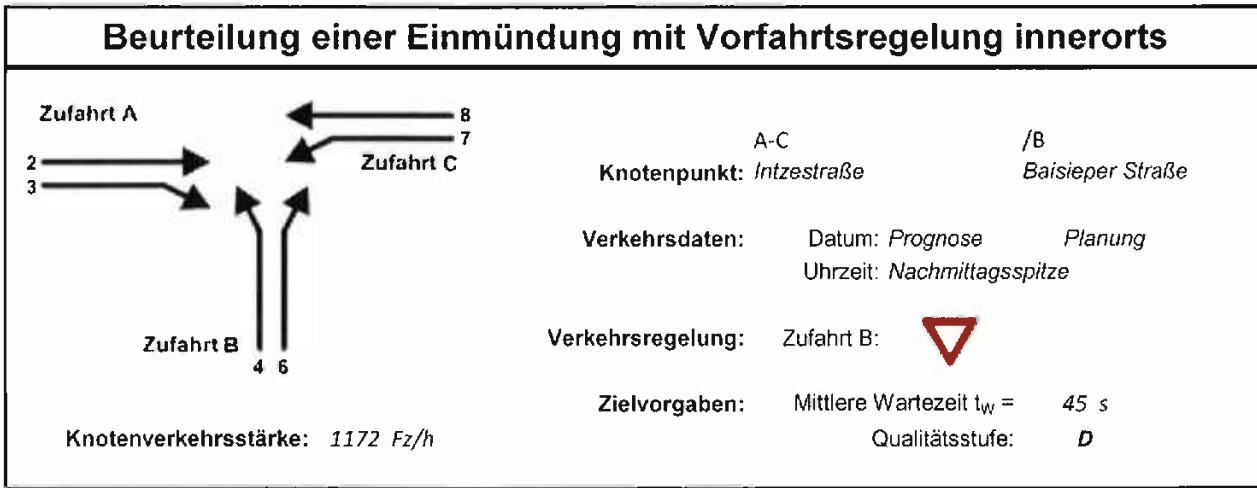 Beurteilung einer Einmündung mit Vorfahrtsregelung innerorts
Zufahrt A
8
7
Zufahrt C
2
3
Zufahrt B
4 6
Knotenverkehrsstärke: 1172 Fz/h
A-C /B
Knotenpunkt: Intzestraße Baisieper Straße
Verkehrsdaten: Datum: Prognose Planung
Uhrzeit: Nachmittagsspitze
Verkehrsregelung: Zufahrt B:
Zielvorgaben: Mittlere Wartezeit tW = 45 s
Qualitätsstufe: D